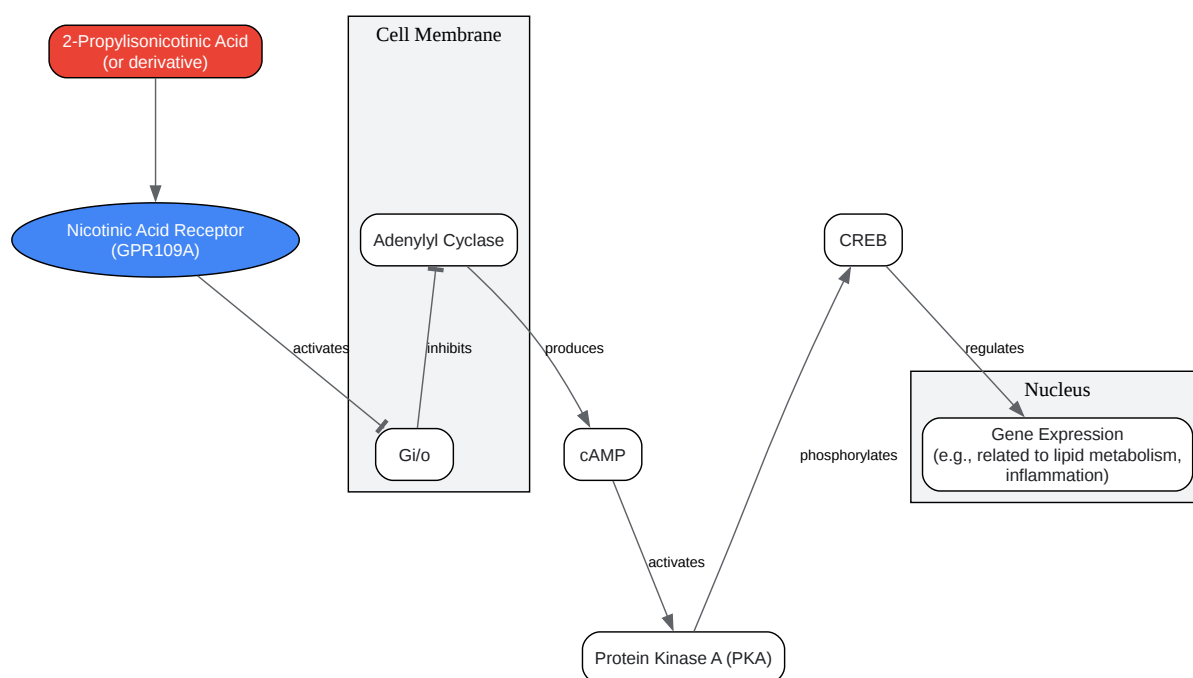 2-Propylisonicotinic Acid
(or derivative)
Cell Membrane
Nicotinic Acid Receptor
(GPR109A)
Adenylyl Cyclase
CREB
activates
inhibits
produces
regulates
Nucleus
Gi/o
cAMP
phosphorylates
Gene Expression
(e.g., related to lipid metabolism,
inflammation)
activates
Protein Kinase A (PKA)